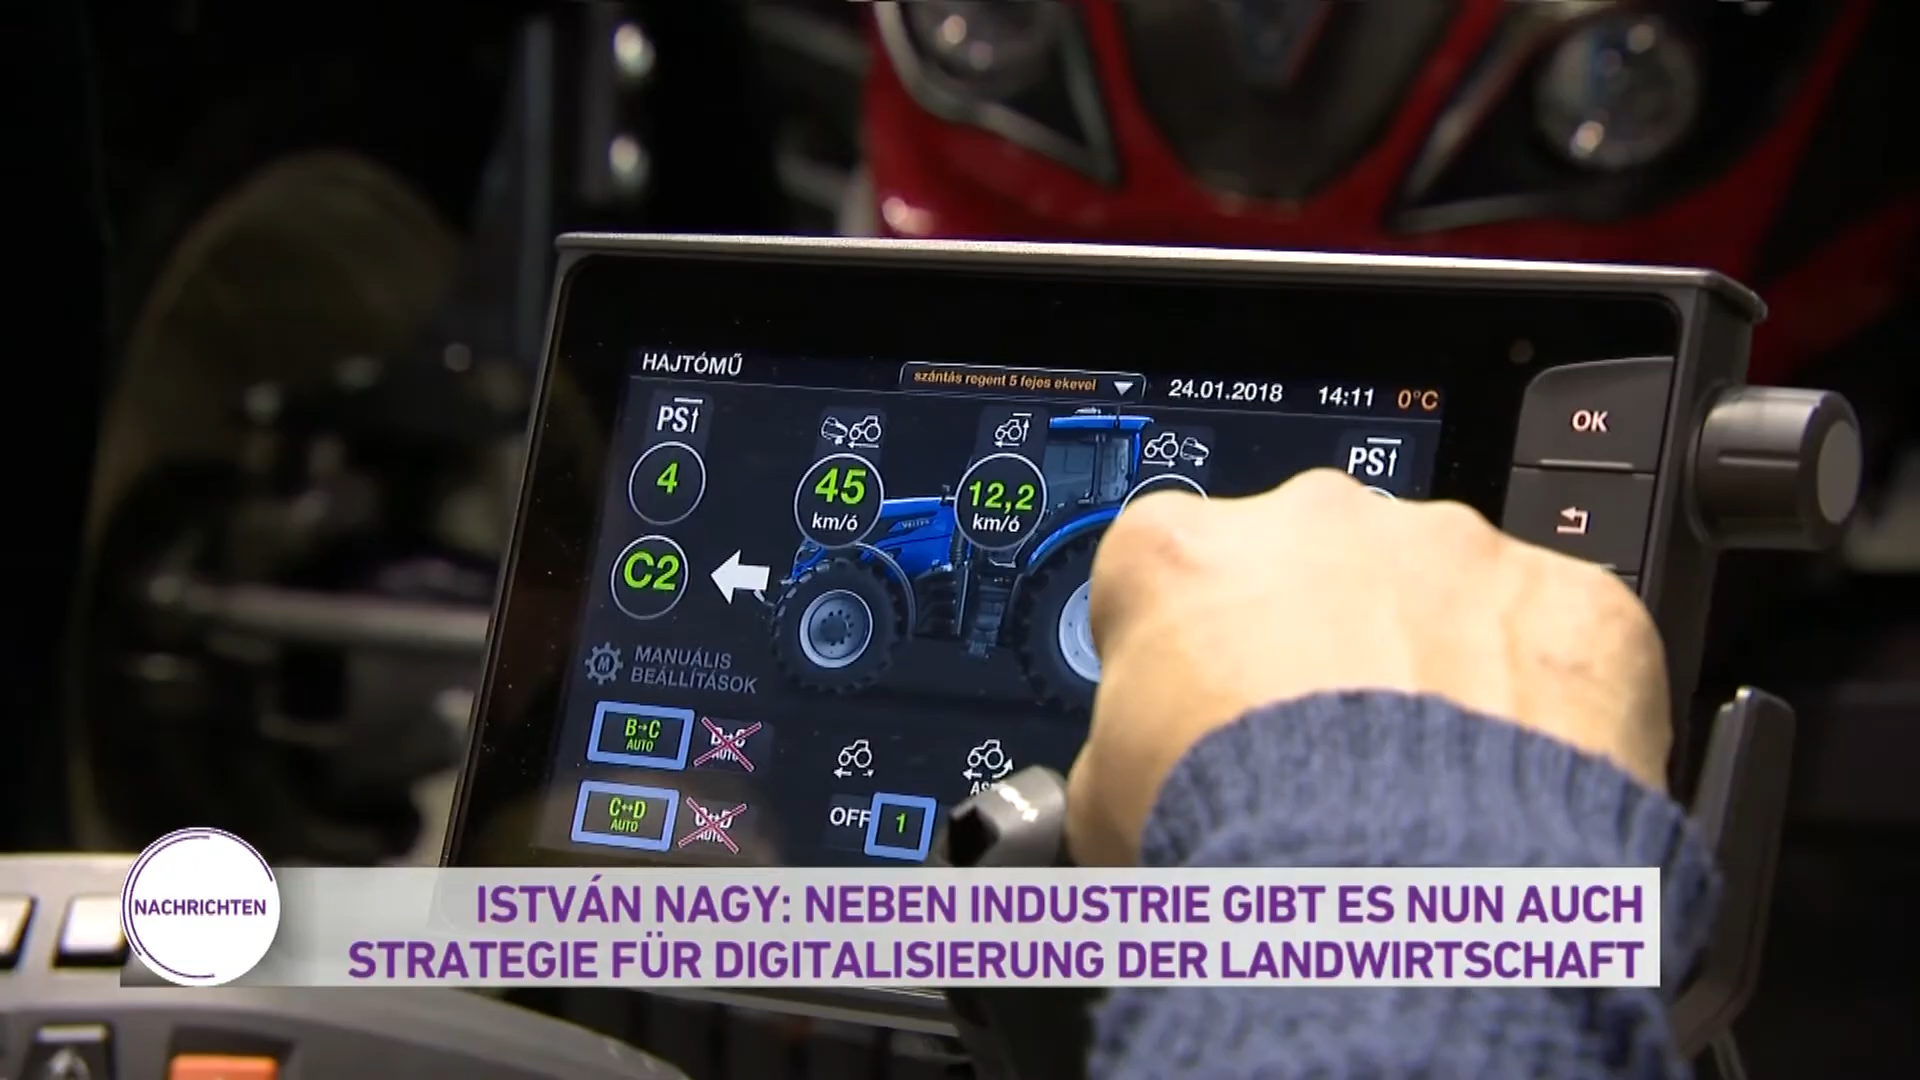 HAJTÓMŰ
szántás regent 5 fejes ekevel
24.01.2018 14:11 0°C
PS↑
PS↑
4
45
km/ó
12,2
km/ó
C2
MANUÁLIS
BEÁLLÍTÁSOK
B→C
AUTO
B→C
AUTO
C↔D
AUTO
C↔D
AUTO
OFF
1
OK
NACHRICHTEN
ISTVÁN NAGY: NEBEN INDUSTRIE GIBT ES NUN AUCH
STRATEGIE FÜR DIGITALISIERUNG DER LANDWIRTSCHAFT